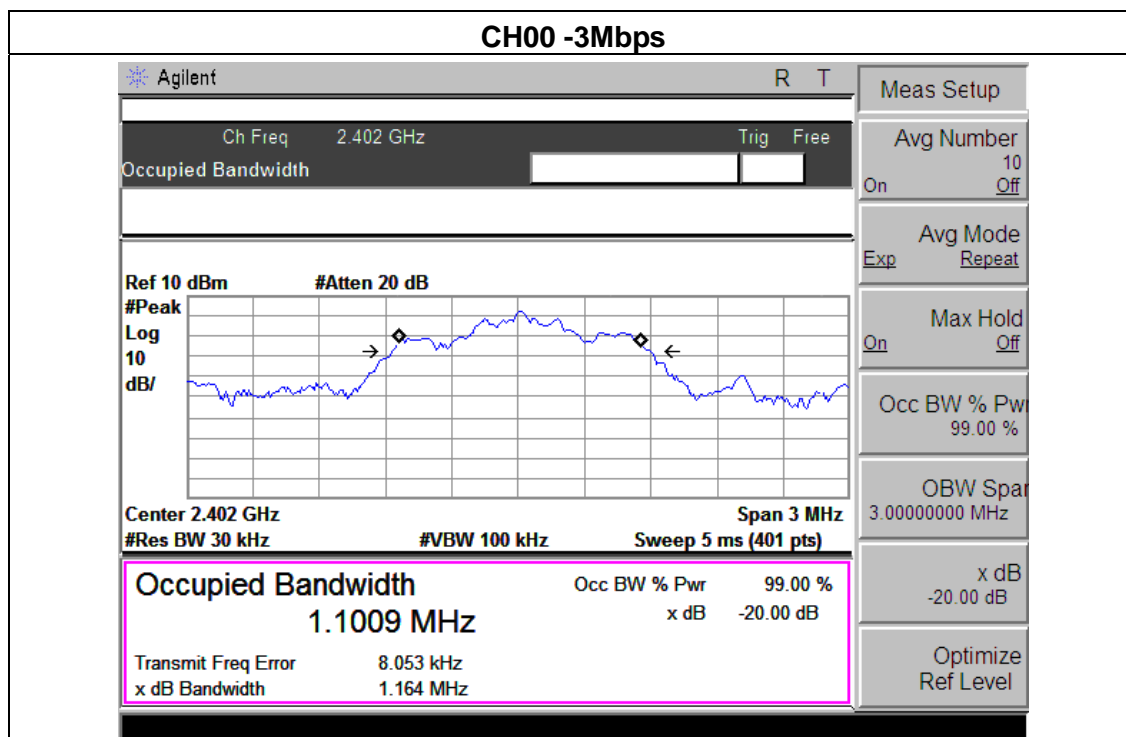 CH00 -3Mbps
Agilent R T
Ch Freq 2.402 GHz Trig Free
Occupied Bandwidth
Ref 10 dBm #Atten 20 dB
#Peak
Log
10
dB/
Center 2.402 GHz Span 3 MHz
#Res BW 30 kHz #VBW 100 kHz Sweep 5 ms (401 pts)
Occupied Bandwidth Occ BW % Pwr 99.00 %
1.1009 MHz x dB -20.00 dB
Transmit Freq Error 8.053 kHz
x dB Bandwidth 1.164 MHz
Meas Setup
Avg Number
10
On Off
Avg Mode
Exp Repeat
Max Hold
On Off
Occ BW % Pwr
99.00 %
OBW Span
3.00000000 MHz
x dB
-20.00 dB
Optimize
Ref Level